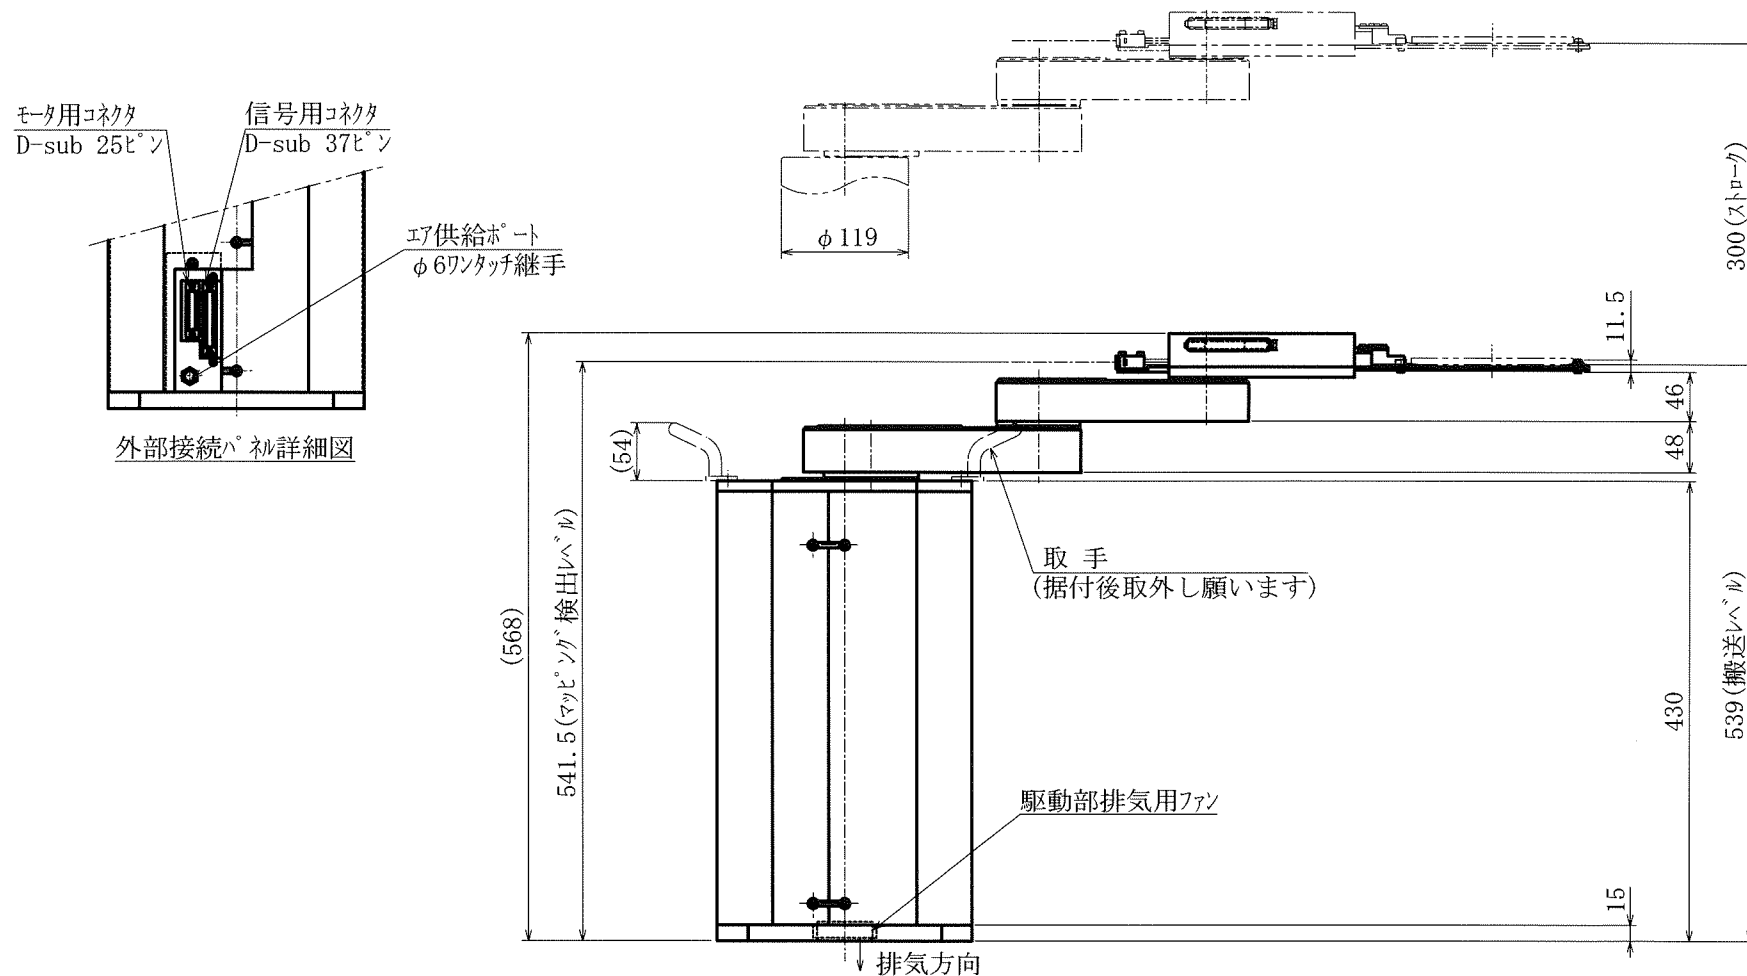 モータ用コネクタ
D-sub 25ピン
信号用コネクタ
D-sub 37ピン
エア供給ポート
φ6ワンタッチ継手
外部接続パネル詳細図
φ119
300(ストローク)
11.5
46
48
(54)
取 手
(据付後取外し願います)
(568)
541.5(マッピング検出レベル)
430
539(搬送レベル)
駆動部排気用ファン
15
排気方向